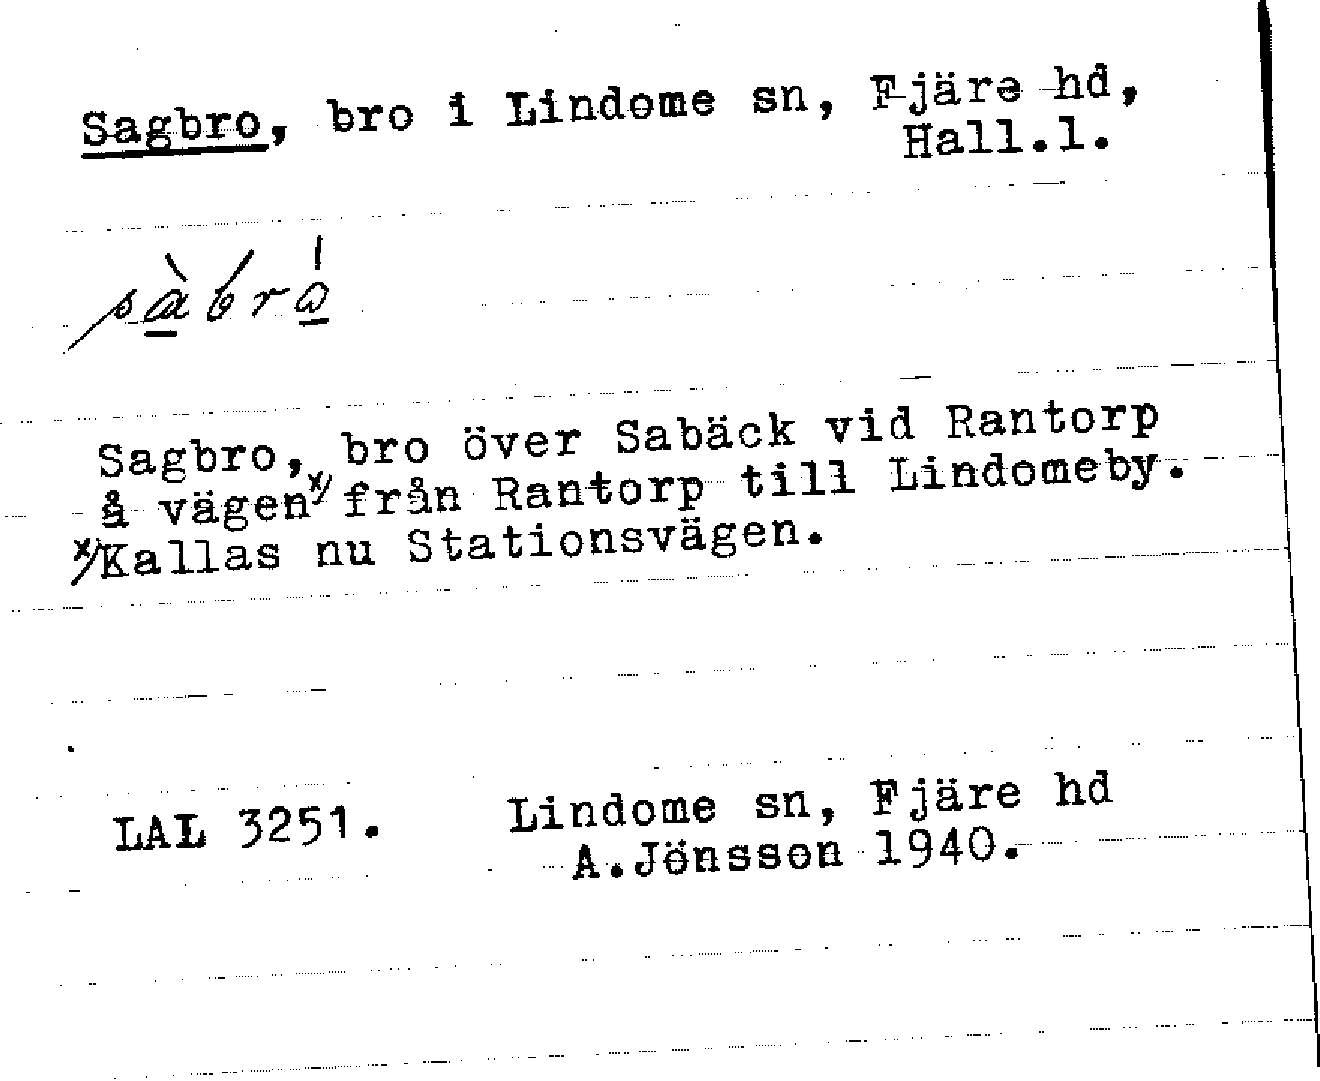 Sagbro, bro i Lindome sn, Fjäre hd,
Hall.l.
Sagbro, bro över Sabäck vid Rantorp
å vägen x/ från Rantorp till Lindomeby.
x/Kallas nu Stationsvägen.
LAL 3251. Lindome sn, Fjäre hd
A.Jönsson 1940.